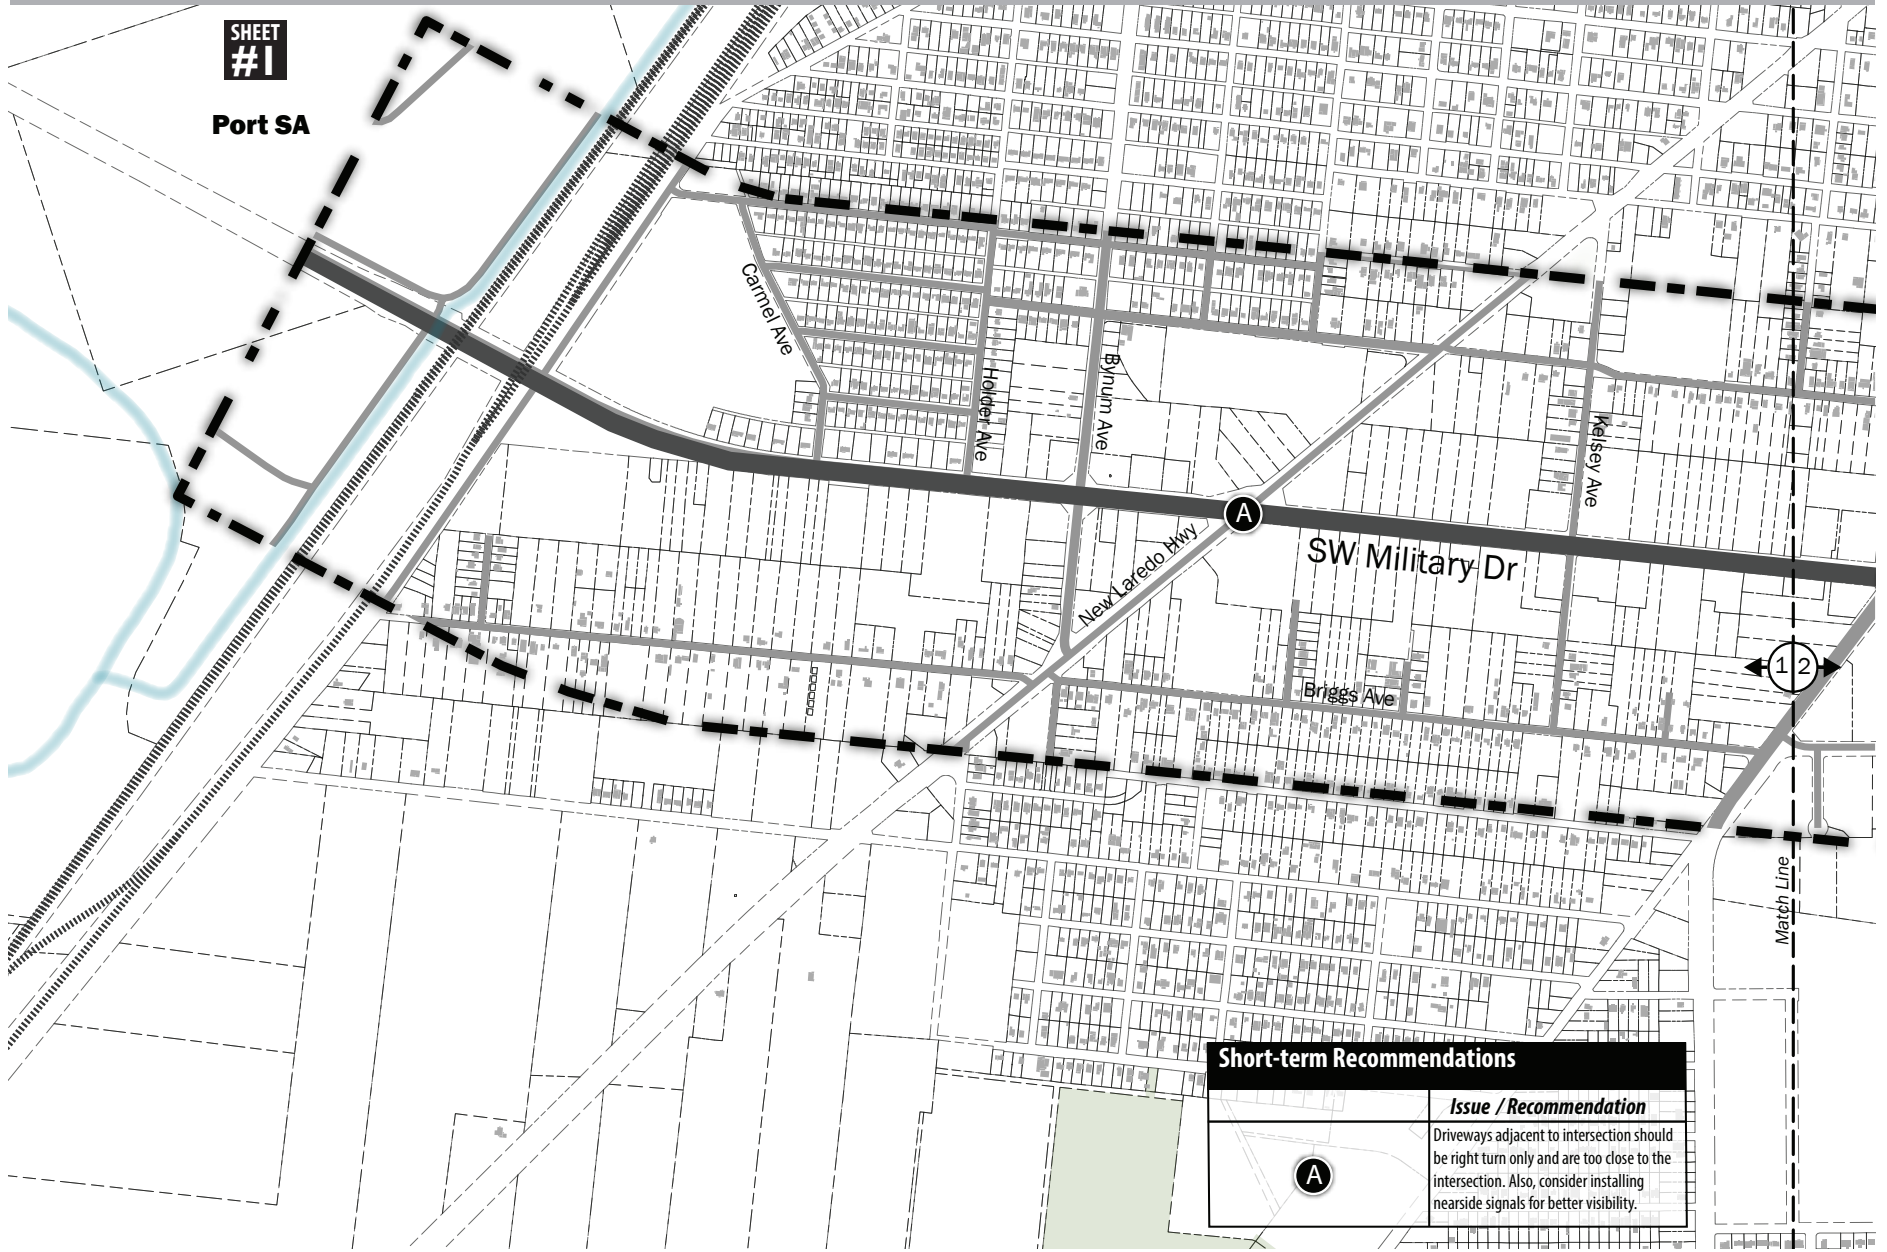 SHEET
#1
Port SA
Carmel Ave
Holder Ave
Bynum Ave
Kelsey Ave
A
New Laredo Hwy
SW Military Dr
1 2
Briggs Ave
Match Line
Short-term Recommendations
Issue / Recommendation
A
Driveways adjacent to intersection should
be right turn only and are too close to the
intersection. Also, consider installing
nearside signals for better visibility.